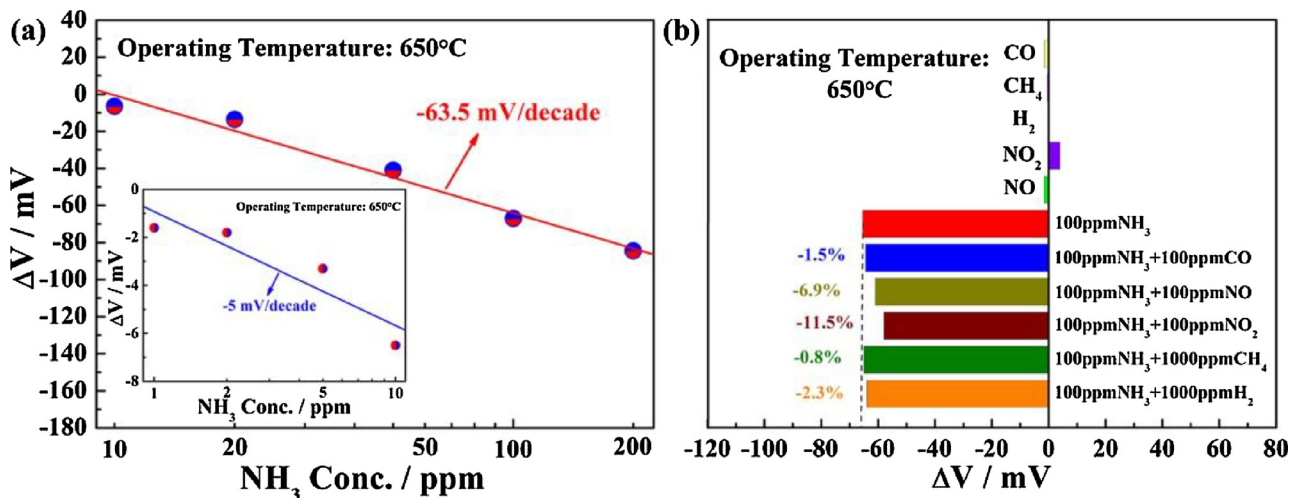 (a)
Operating Temperature: 650°C
-63.5 mV/decade
40
20
0
-20
-40
-60
-80
-100
-120
-140
-160
-180
ΔV / mV
10
20
50
100
200
NH₃ Conc. / ppm
Operating Temperature: 650°C
-5 mV/decade
0
-2
-4
-6
-8
ΔV / mV
1
2
5
10
NH₃ Conc. / ppm
(b)
Operating Temperature:
650°C
CO
CH₄
H₂
NO₂
NO
100ppmNH₃
-1.5%
100ppmNH₃+100ppmCO
-6.9%
100ppmNH₃+100ppmNO
-11.5%
100ppmNH₃+100ppmNO₂
-0.8%
100ppmNH₃+1000ppmCH₄
-2.3%
100ppmNH₃+1000ppmH₂
-120
-100
-80
-60
-40
-20
0
20
40
60
80
ΔV / mV